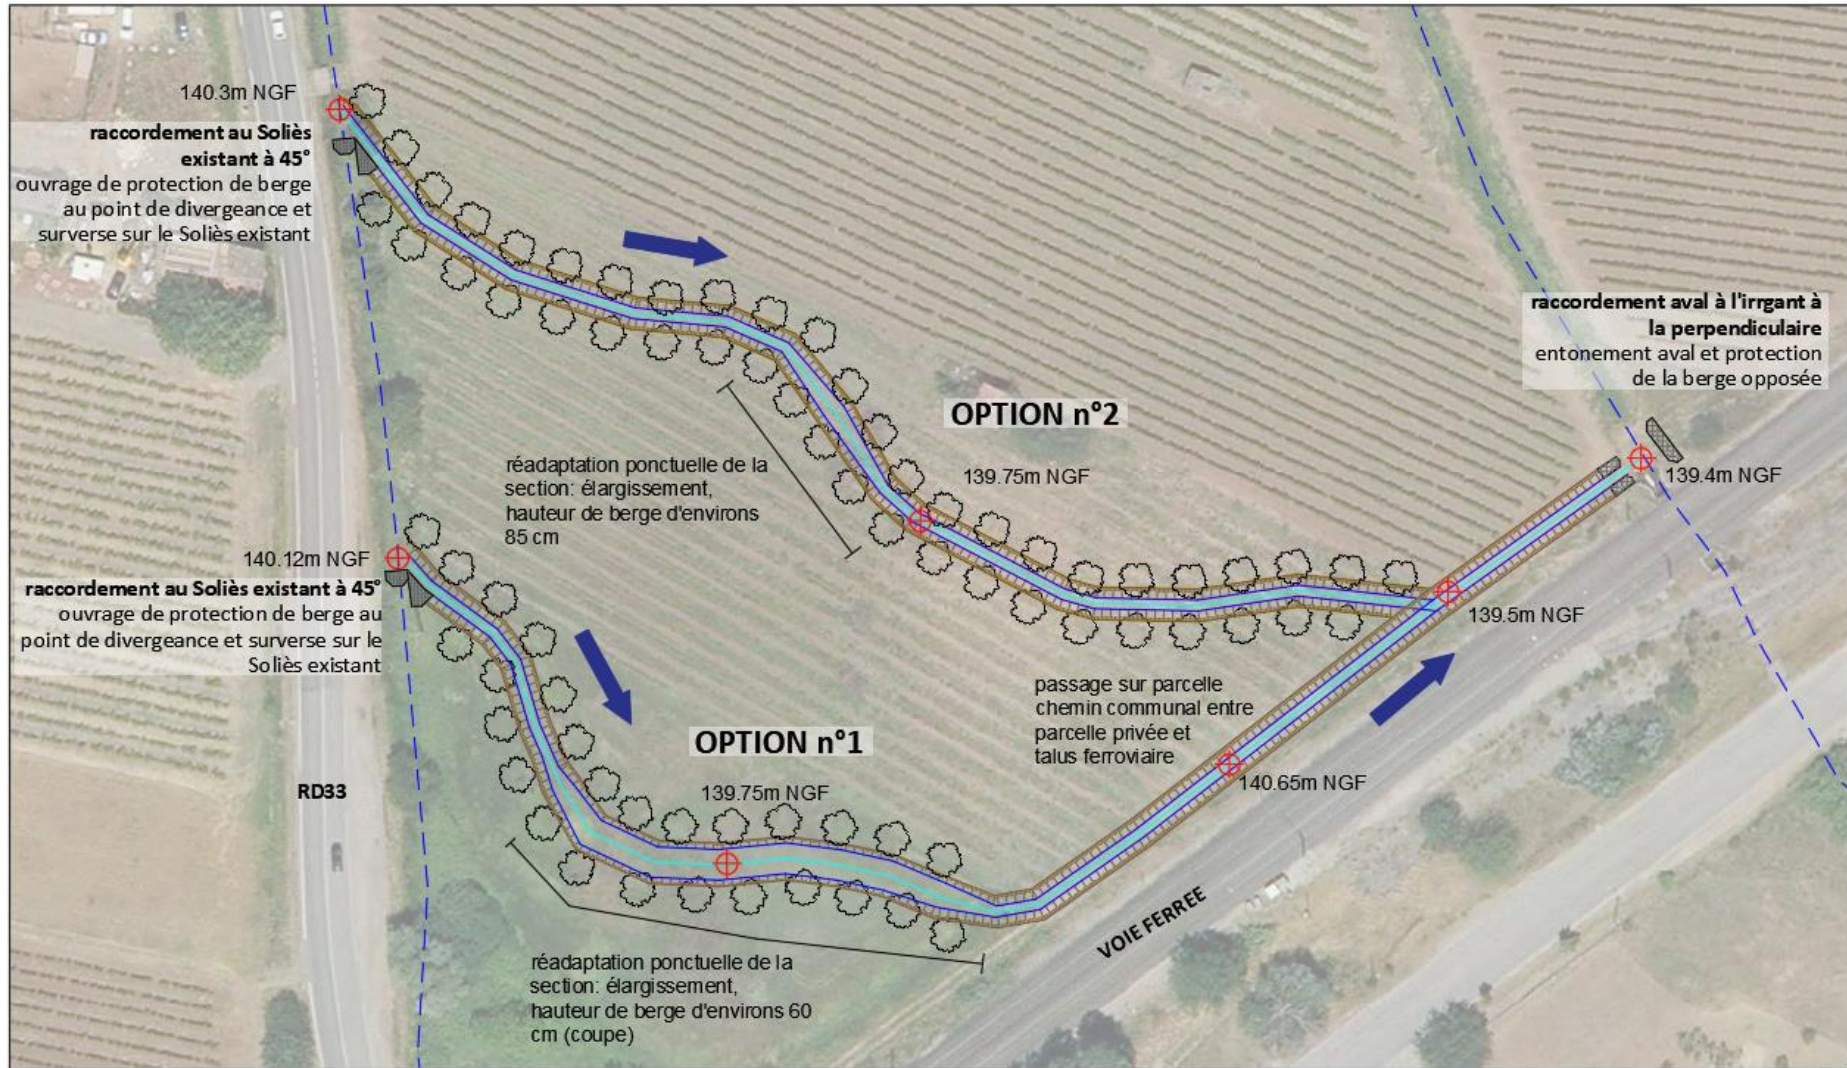 140.3m NGF
raccordement au Soliès
existant à 45°
ouvrage de protection de berge
au point de divergeance et
surverse sur le Soliès existant
raccordement aval à l'irrgant à
la perpendiculaire
entonement aval et protection
de la berge opposée
OPTION n°2
réadaptation ponctuelle de la
section: élargissement,
hauteur de berge d'environs
85 cm
139.75m NGF
139.4m NGF
140.12m NGF
raccordement au Soliès existant à 45°
ouvrage de protection de berge au
point de divergeance et surverse sur le
Soliès existant
139.5m NGF
passage sur parcelle
chemin communal entre
parcelle privée et
talus ferroviaire
OPTION n°1
139.75m NGF
140.65m NGF
RD33
VOIE FERREE
réadaptation ponctuelle de la
section: élargissement,
hauteur de berge d'environs 60
cm (coupe)